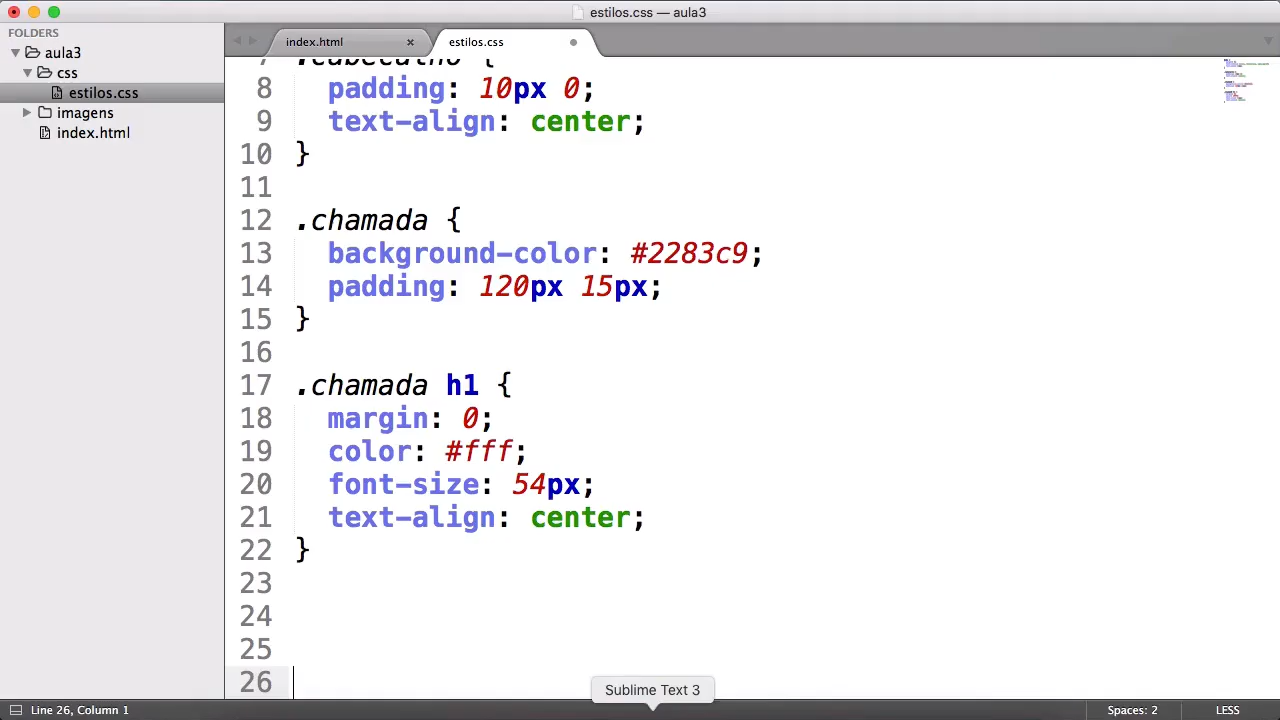 estilos.css — aula3
FOLDERS
aula3
css
estilos.css
imagens
index.html
index.html
estilos.css
8 padding: 10px 0;
9 text-align: center;
10 }
11
12 .chamada {
13 background-color: #2283c9;
14 padding: 120px 15px;
15 }
16
17 .chamada h1 {
18 margin: 0;
19 color: #fff;
20 font-size: 54px;
21 text-align: center;
22 }
23
24
25
26
Sublime Text 3
Line 26, Column 1
Spaces: 2
LESS